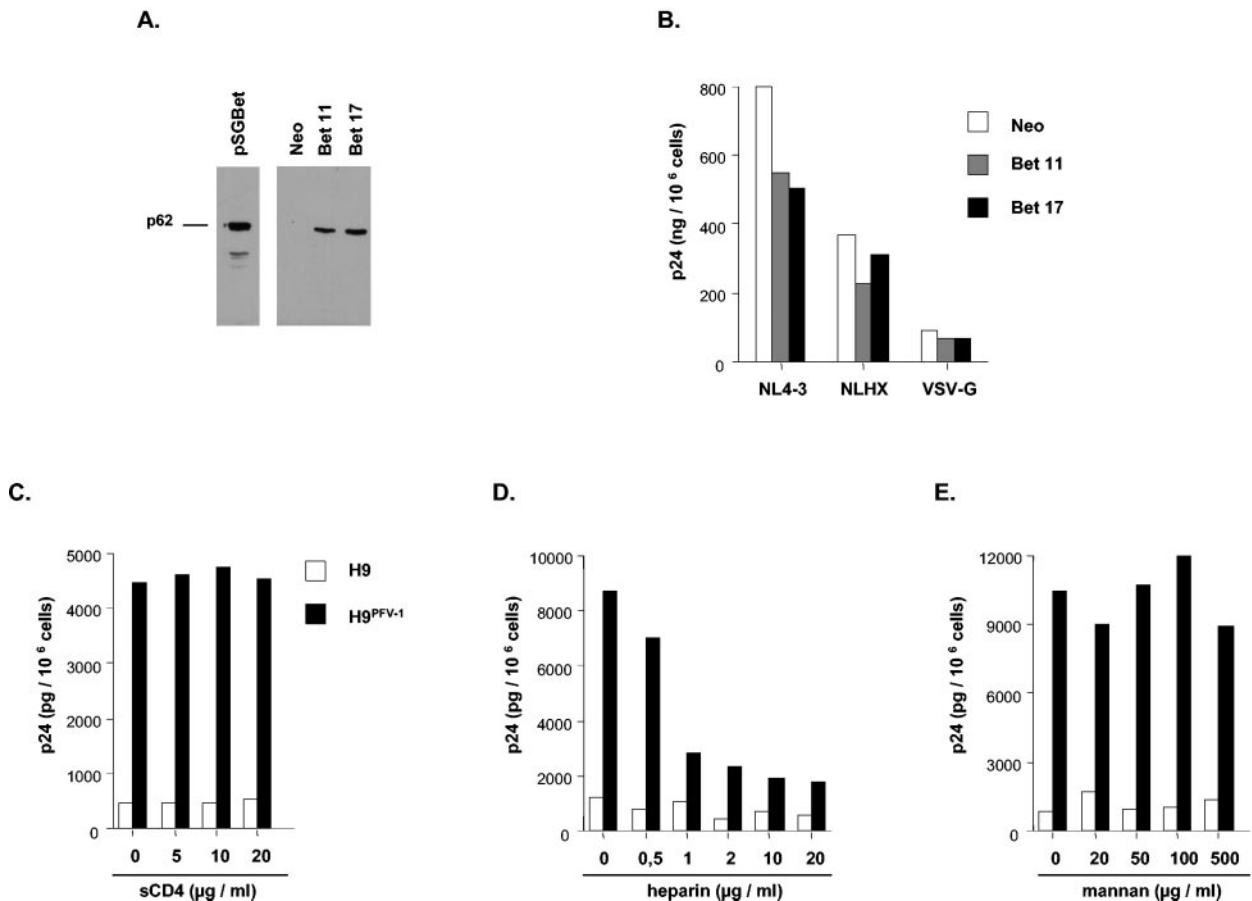 A.
pSGBet
Neo
Bet 11
Bet 17
p62
B.
p24 (ng / 10 6 cells)
800
600
400
200
0
NL4-3 NLHX VSV-G
Neo
Bet 11
Bet 17
C.
p24 (pg / 10 6 cells)
5000
4000
3000
2000
1000
0
0 5 10 20
sCD4 (µg / ml)
H9
H9PFV-1
D.
p24 (pg / 10 6 cells)
10000
8000
6000
4000
2000
0
0 0,5 1 2 10 20
heparin (µg / ml)
E.
p24 (pg / 10 6 cells)
12000
9000
6000
3000
0
0 20 50 100 500
mannan (µg / ml)